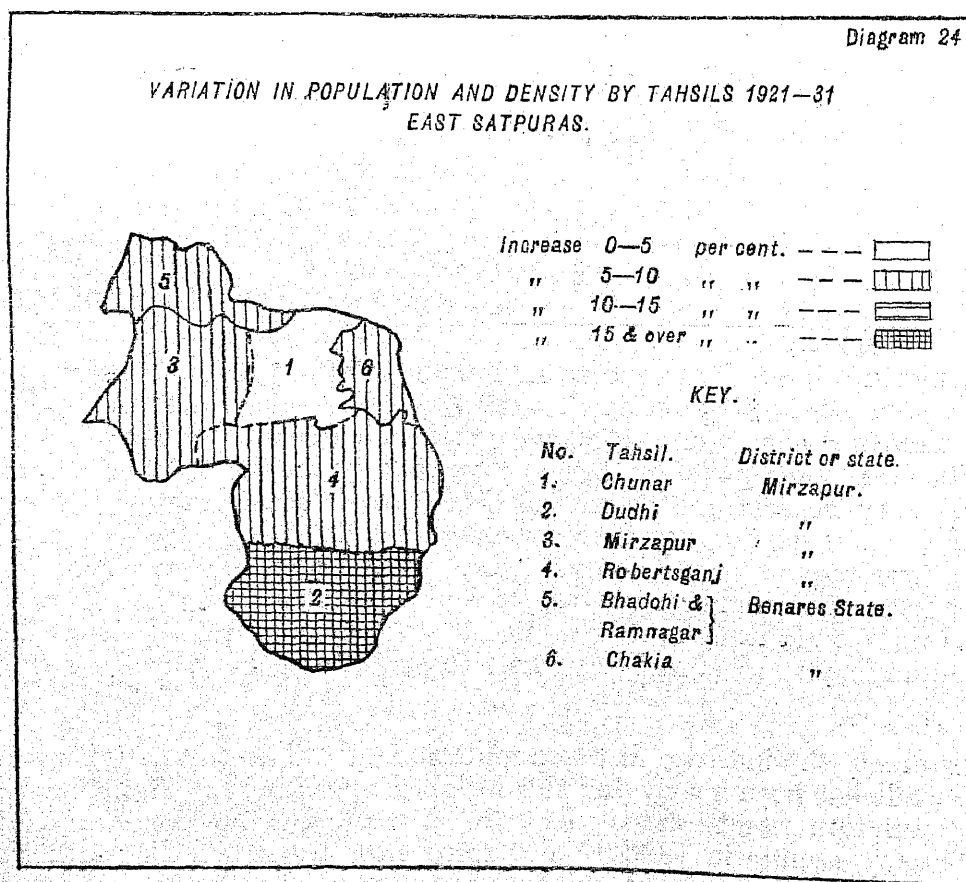 Diagram 24
VARIATION IN POPULATION AND DENSITY BY TAHSILS 1921—31
EAST SATPURAS.
Increase 0—5 per cent. - - -
" 5—10 " " - - -
" 10—15 " " - - -
" 15 & over " " - - -
5
3
1
6
4
2
KEY.
No. Tahsil. District or state.
1. Chunar Mirzapur.
2. Dudhi "
3. Mirzapur "
4. Robertsganj "
5. Bhadohi & Ramnagar } Benares State.
6. Chakia "